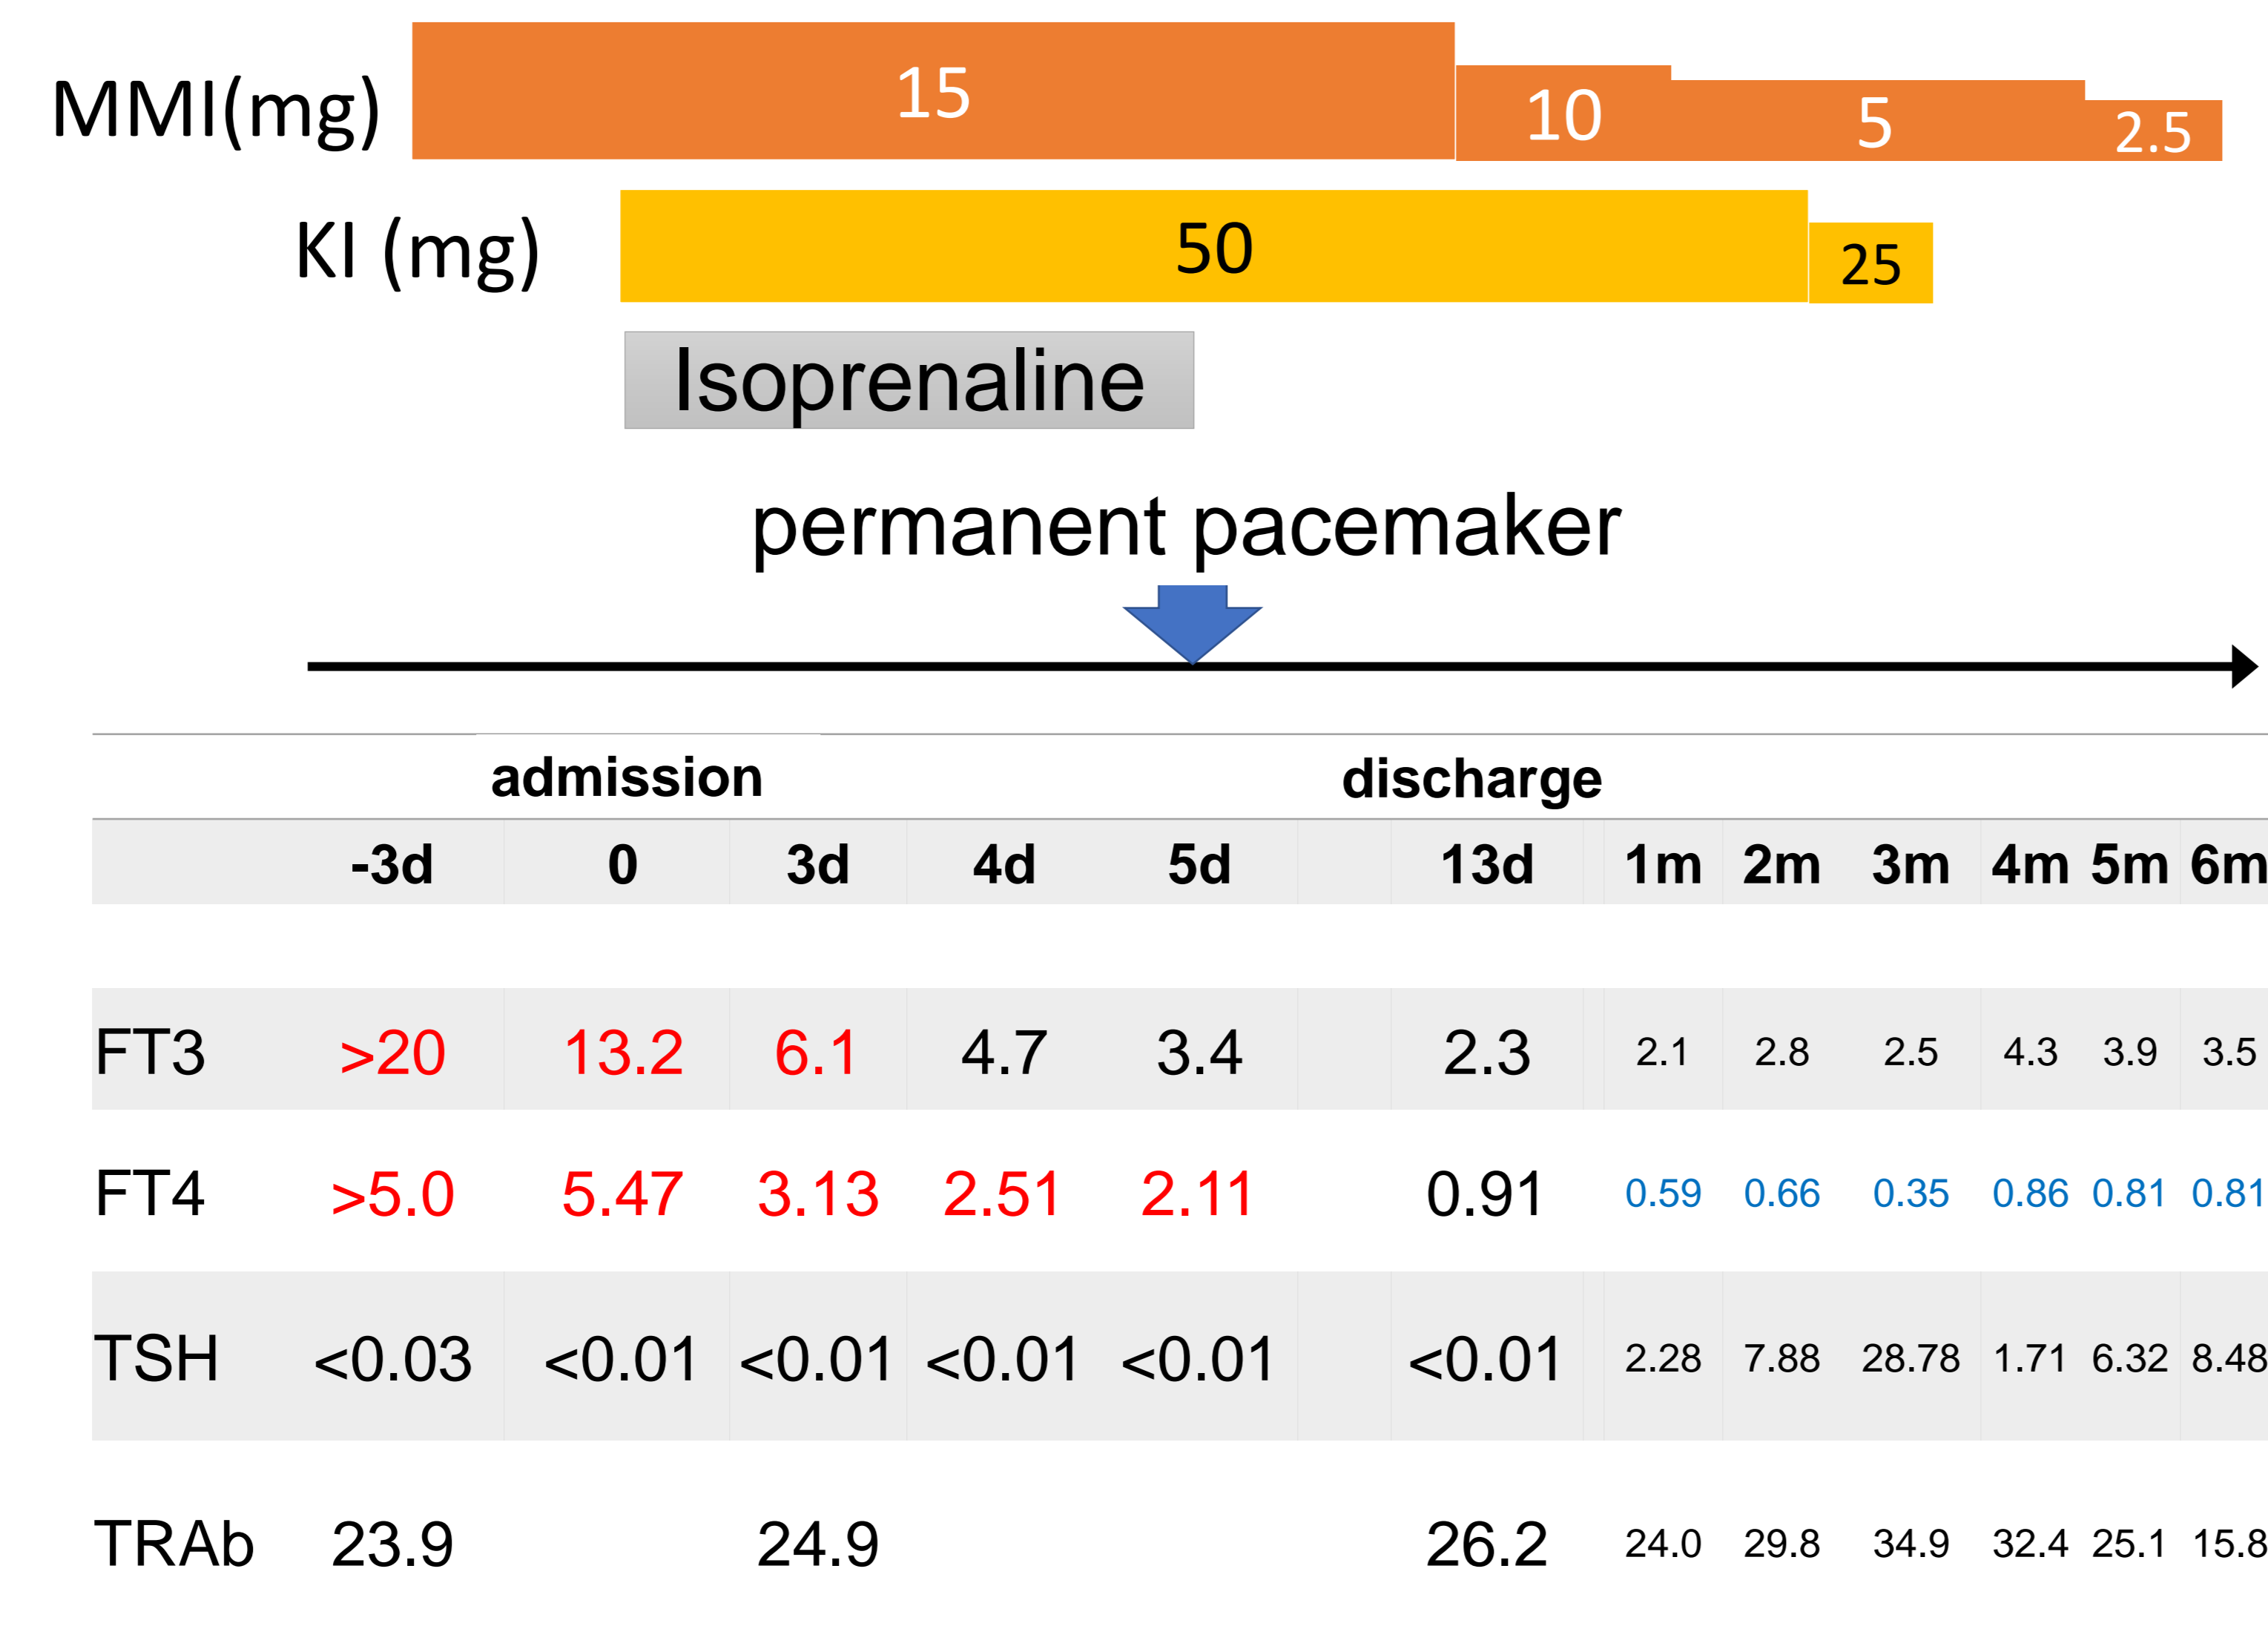 MMI(mg) 15 10 5 2.5
KI (mg) 50 25
Isoprenaline
permanent pacemaker
admission discharge
-3d 0 3d 4d 5d 13d 1m 2m 3m 4m 5m 6m
FT3 >20 13.2 6.1 4.7 3.4 2.3 2.1 2.8 2.5 4.3 3.9 3.5
FT4 >5.0 5.47 3.13 2.51 2.11 0.91 0.59 0.66 0.35 0.86 0.81 0.81
TSH <0.03 <0.01 <0.01 <0.01 <0.01 <0.01 2.28 7.88 28.78 1.71 6.32 8.48
TRAb 23.9 24.9 26.2 24.0 29.8 34.9 32.4 25.1 15.8